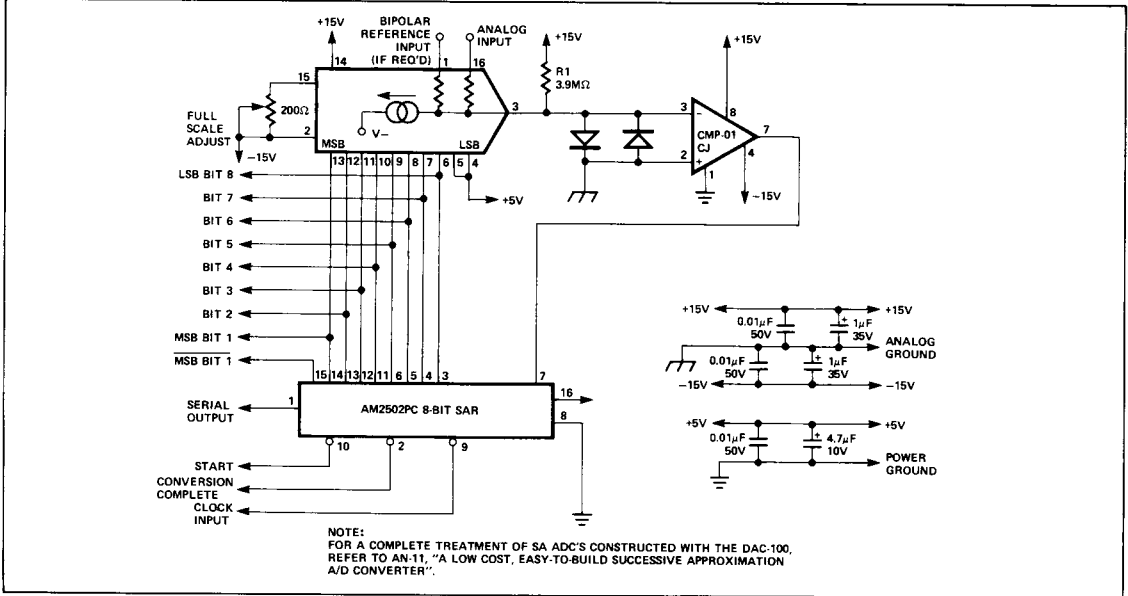 +15V
BIPOLAR
REFERENCE
INPUT
(IF REQ'D)
ANALOG
INPUT
14
1
16
15
200Ω
FULL
SCALE
ADJUST
2
-15V
V-
MSB
LSB
3
13 12 11 10 9 8 7 6 5 4
+5V
+15V
R1
3.9MΩ
+15V
3
-
8
CMP-01
CJ
7
2
+
1
4
-15V
LSB BIT 8
BIT 7
BIT 6
BIT 5
BIT 4
BIT 3
BIT 2
MSB BIT 1
MSB BIT 1
15 14 13 12 11 6 5 4 3
7
SERIAL
OUTPUT
1
AM2502PC 8-BIT SAR
16
8
10
2
9
START
CONVERSION
COMPLETE
CLOCK
INPUT
+15V
+15V
0.01μF
50V
+
1μF
35V
ANALOG
GROUND
0.01μF
50V
+
1μF
35V
-15V
-15V
+5V
+5V
0.01μF
50V
+
4.7μF
10V
POWER
GROUND
NOTE:
FOR A COMPLETE TREATMENT OF SA ADC'S CONSTRUCTED WITH THE DAC-100,
REFER TO AN-11, "A LOW COST, EASY-TO-BUILD SUCCESSIVE APPROXIMATION
A/D CONVERTER".